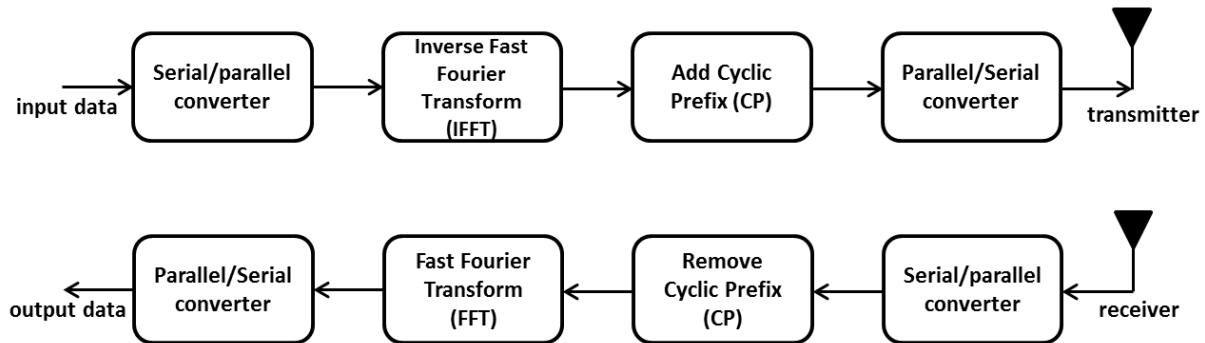 input data
Serial/parallel
converter
Inverse Fast
Fourier
Transform
(IFFT)
Add Cyclic
Prefix (CP)
Parallel/Serial
converter
transmitter
output data
Parallel/Serial
converter
Fast Fourier
Transform
(FFT)
Remove
Cyclic Prefix
(CP)
Serial/parallel
converter
receiver